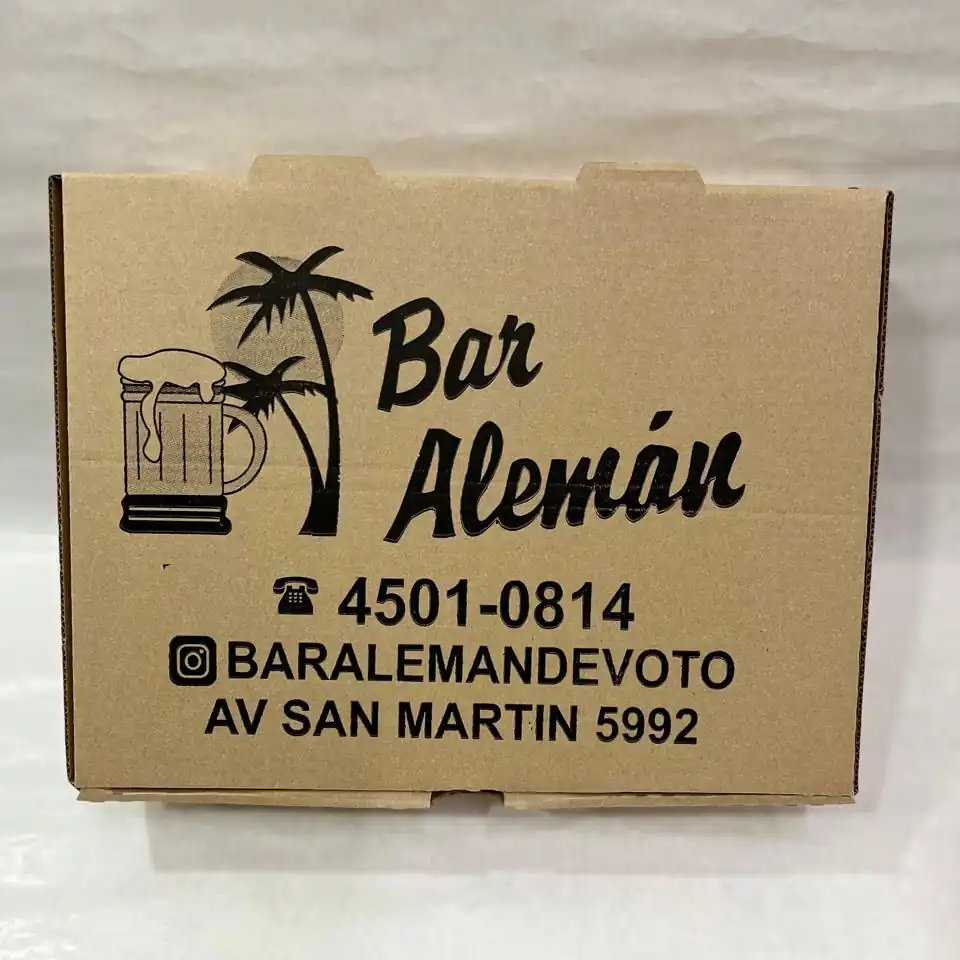 Bar
Alemán
4501-0814
BARALEMANDEVOTO
AV SAN MARTIN 5992